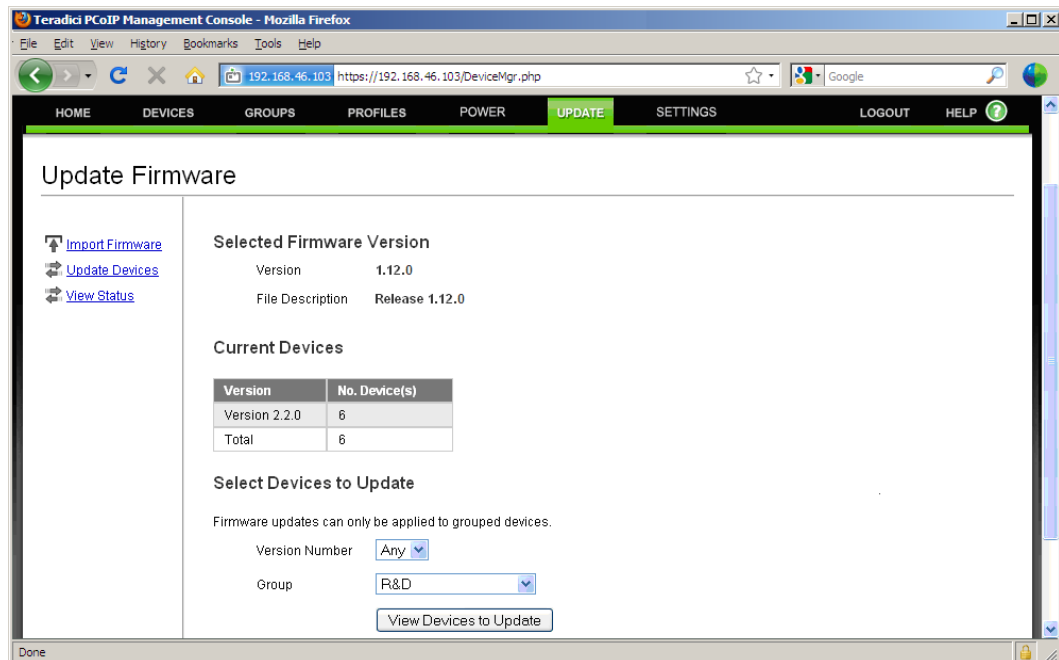 Teradici PCoIP Management Console - Mozilla Firefox
File Edit View History Bookmarks Tools Help
192.168.46.103 https://192.168.46.103/DeviceMgr.php Google
HOME DEVICES GROUPS PROFILES POWER UPDATE SETTINGS LOGOUT HELP ?
Update Firmware
Import Firmware
Update Devices
View Status
Selected Firmware Version
Version 1.12.0
File Description Release 1.12.0
Current Devices
Version No. Device(s)
Version 2.2.0 6
Total 6
Select Devices to Update
Firmware updates can only be applied to grouped devices.
Version Number Any
Group R&D
View Devices to Update
Done